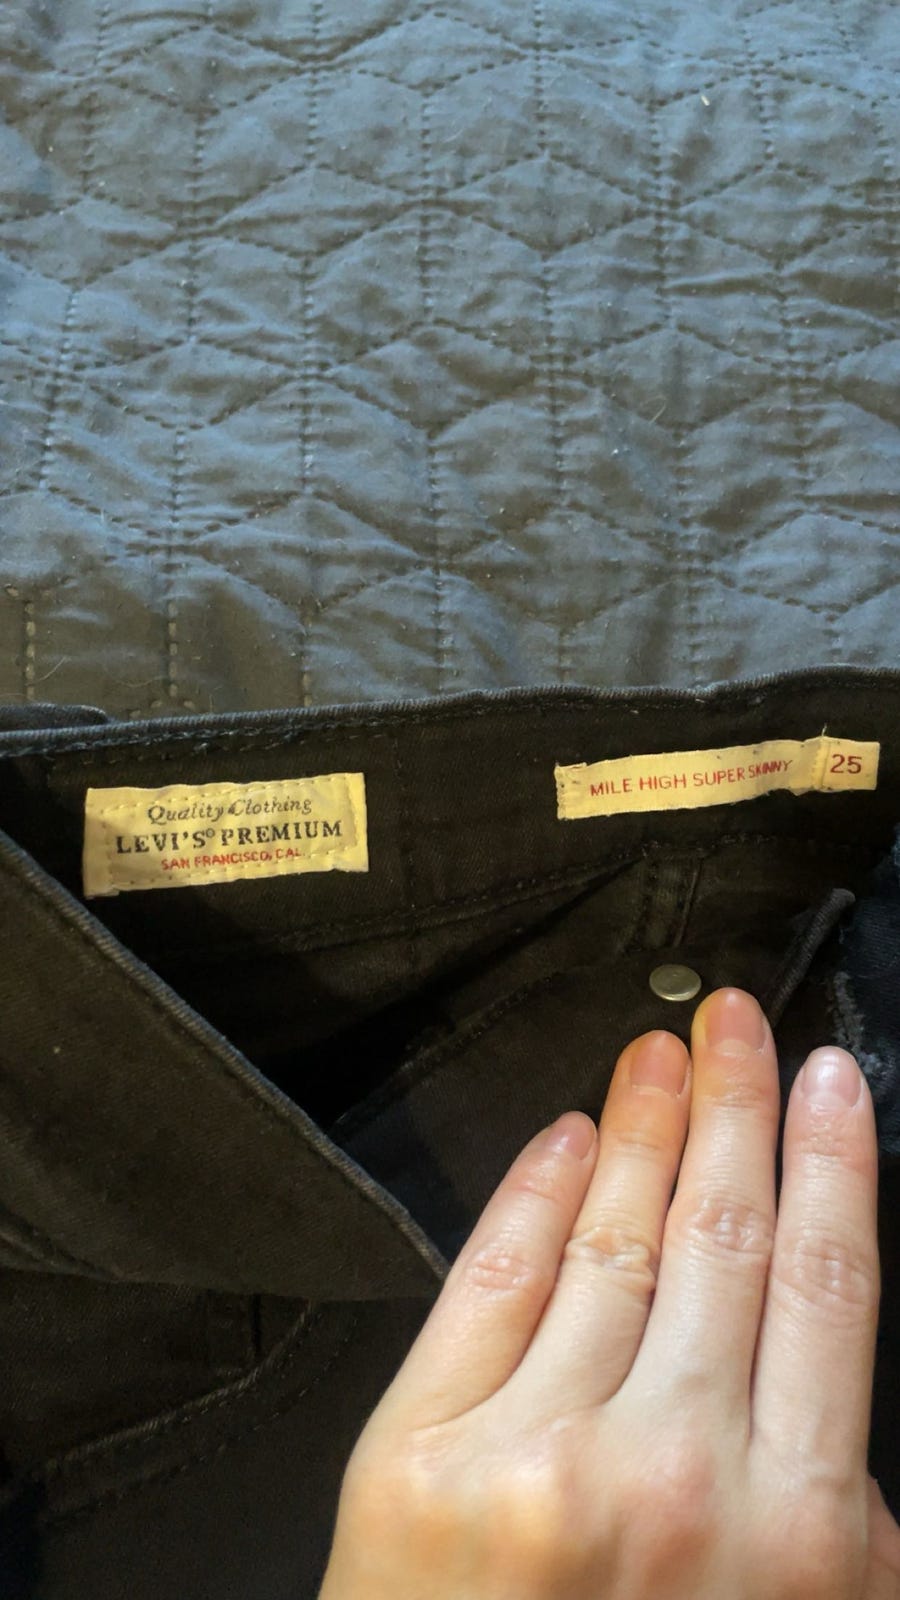 Quality Clothing
LEVI'S® PREMIUM
SAN FRANCISCO, CAL.
MILE HIGH SUPER SKINNY 25